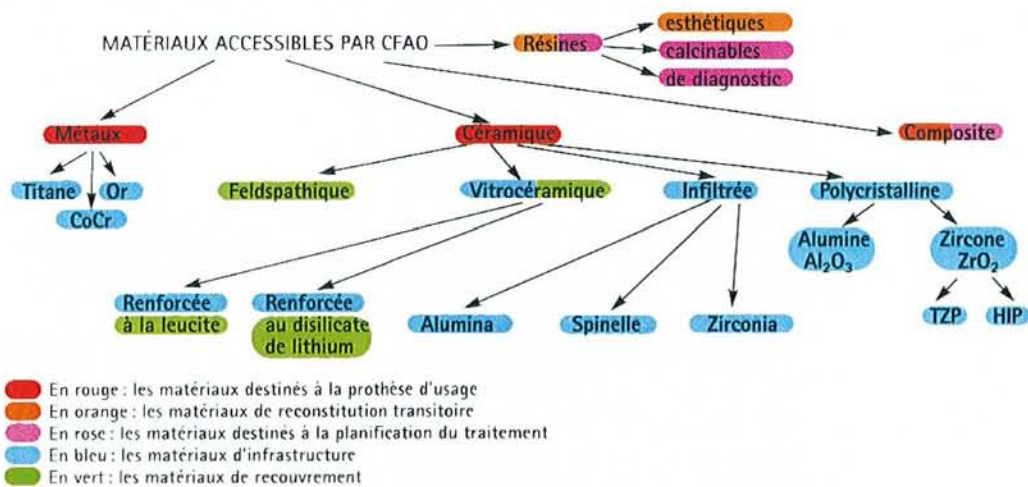 MATÉRIAUX ACCESSIBLES PAR CFAO
Résines
esthétiques
calcinables
de diagnostic
Métaux
Céramique
Composite
Titane
Or
CoCr
Feldspathique
Vitrocéramique
Infiltrée
Polycristalline
Alumine
Al₂O₃
Zircone
ZrO₂
Renforcée
à la leucite
Renforcée
au disilicate
de lithium
Alumina
Spinelle
Zirconia
TZP
HIP
En rouge : les matériaux destinés à la prothèse d'usage
En orange : les matériaux de reconstitution transitoire
En rose : les matériaux destinés à la planification du traitement
En bleu : les matériaux d'infrastructure
En vert : les matériaux de recouvrement